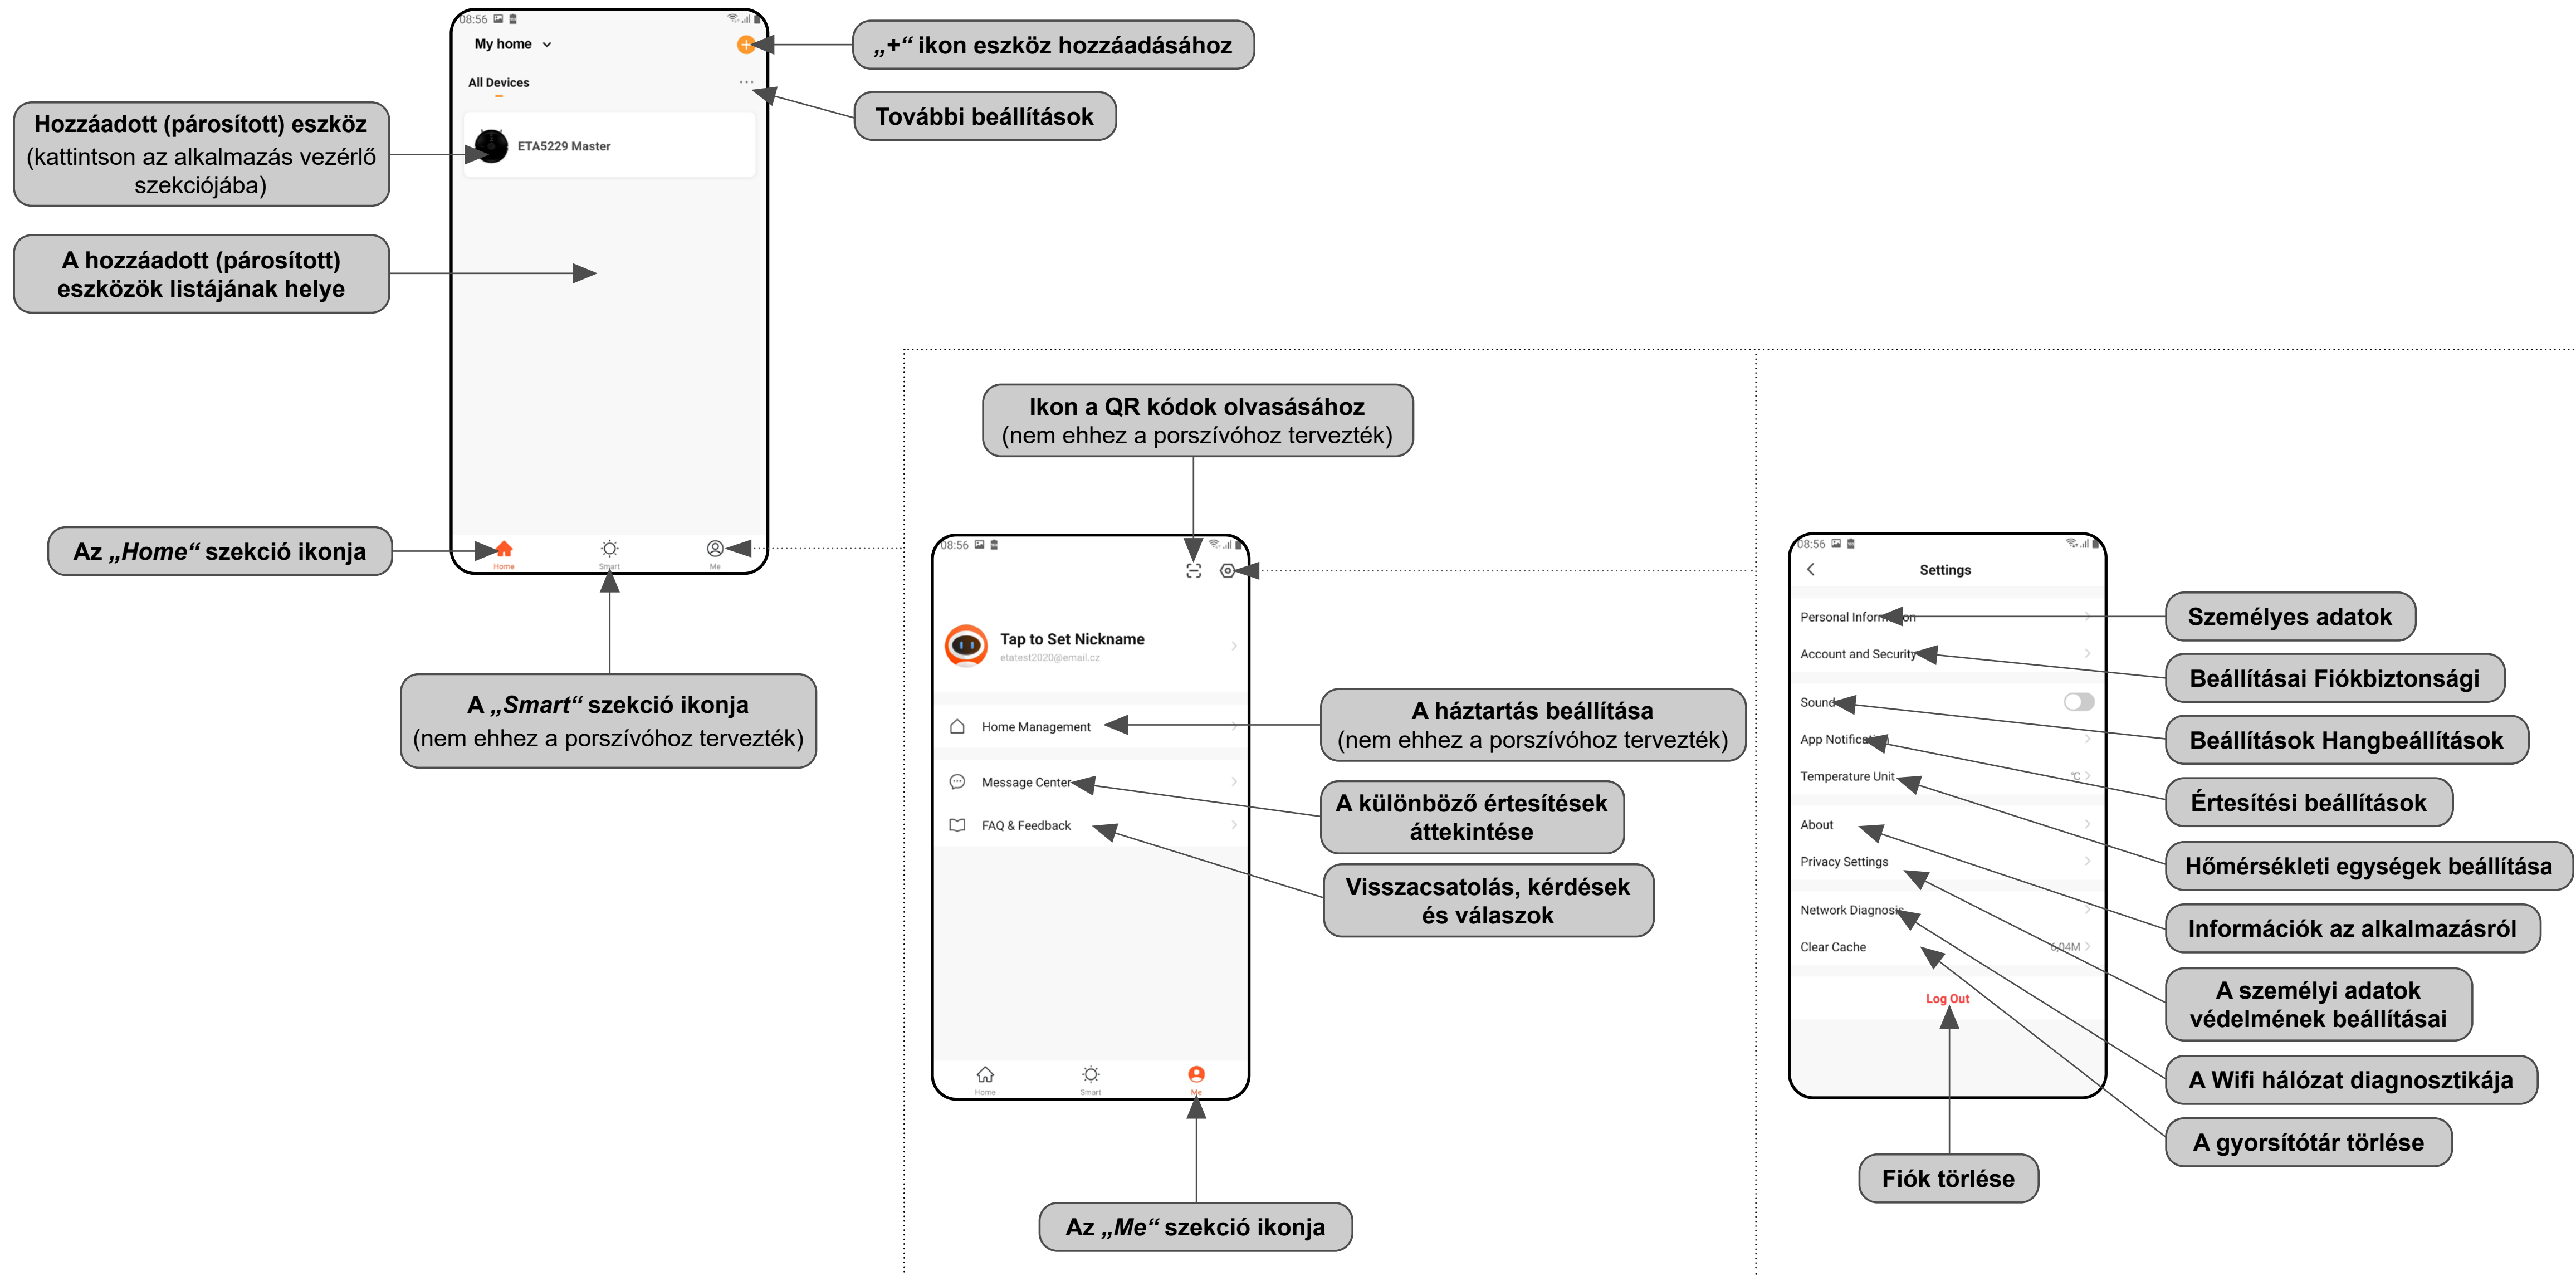 08:56
My home
„+“ ikon eszköz hozzáadásához
All Devices
További beállítások
Hozzáadott (párosított) eszköz
(kattintson az alkalmazás vezérlő
szekciójába)
ETA5229 Master
A hozzáadott (párosított)
eszközök listájának helye
Az „Home“ szekció ikonja
Home
Smart
Me
A „Smart“ szekció ikonja
(nem ehhez a porszívóhoz tervezték)
Ikon a QR kódok olvasásához
(nem ehhez a porszívóhoz tervezték)
08:56
Tap to Set Nickname
etatest2020@email.cz
Home Management
A háztartás beállítása
(nem ehhez a porszívóhoz tervezték)
Message Center
A különböző értesítések
áttekintése
FAQ & Feedback
Visszacsatolás, kérdések
és válaszok
Home
Smart
Me
Az „Me“ szekció ikonja
08:56
Settings
Personal Information
Személyes adatok
Account and Security
Beállításai Fiókbiztonsági
Sound
Beállítások Hangbeállítások
App Notification
Értesítési beállítások
Temperature Unit
°C
Hőmérsékleti egységek beállítása
About
Információk az alkalmazásról
Privacy Settings
A személyi adatok
védelmének beállításai
Network Diagnosis
A Wifi hálózat diagnosztikája
Clear Cache
6,04M
A gyorsítótár törlése
Log Out
Fiók törlése